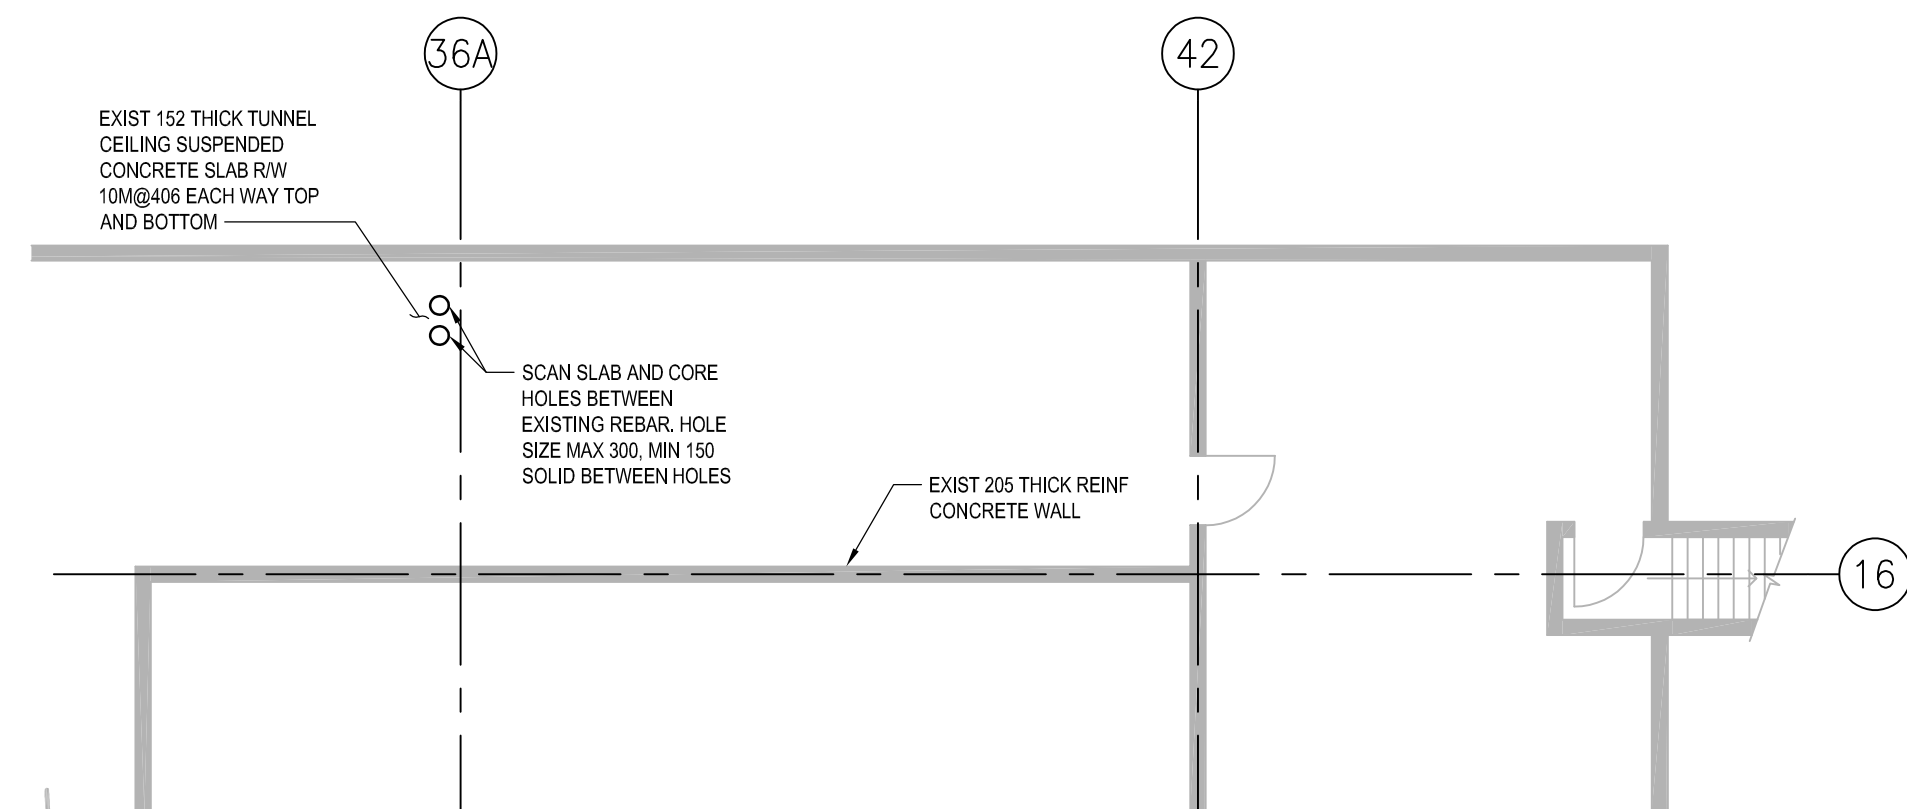 36A
42
EXIST 152 THICK TUNNEL
CEILING SUSPENDED
CONCRETE SLAB R/W
10M@406 EACH WAY TOP
AND BOTTOM
SCAN SLAB AND CORE
HOLES BETWEEN
EXISTING REBAR. HOLE
SIZE MAX 300, MIN 150
SOLID BETWEEN HOLES
EXIST 205 THICK REINF
CONCRETE WALL
16